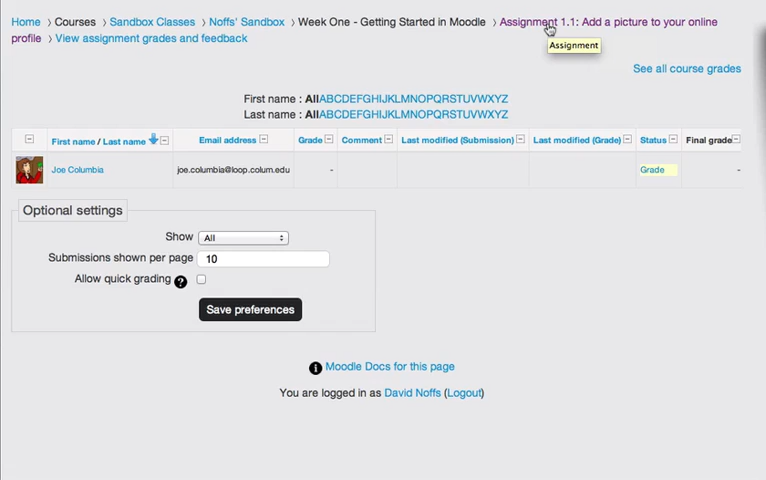 Home › Courses › Sandbox Classes › Noffs' Sandbox › Week One - Getting Started in Moodle › Assignment 1.1: Add a picture to your online
profile › View assignment grades and feedback
Assignment
See all course grades
First name : All ABCDEFGHIJKLMNOPQRSTUVWXYZ
Last name : All ABCDEFGHIJKLMNOPQRSTUVWXYZ
First name / Last name Email address Grade Comment Last modified (Submission) Last modified (Grade) Status Final grade
Joe Columbia joe.columbia@loop.colum.edu - Grade -
Optional settings
Show All
Submissions shown per page 10
Allow quick grading ?
Save preferences
Moodle Docs for this page
You are logged in as David Noffs (Logout)